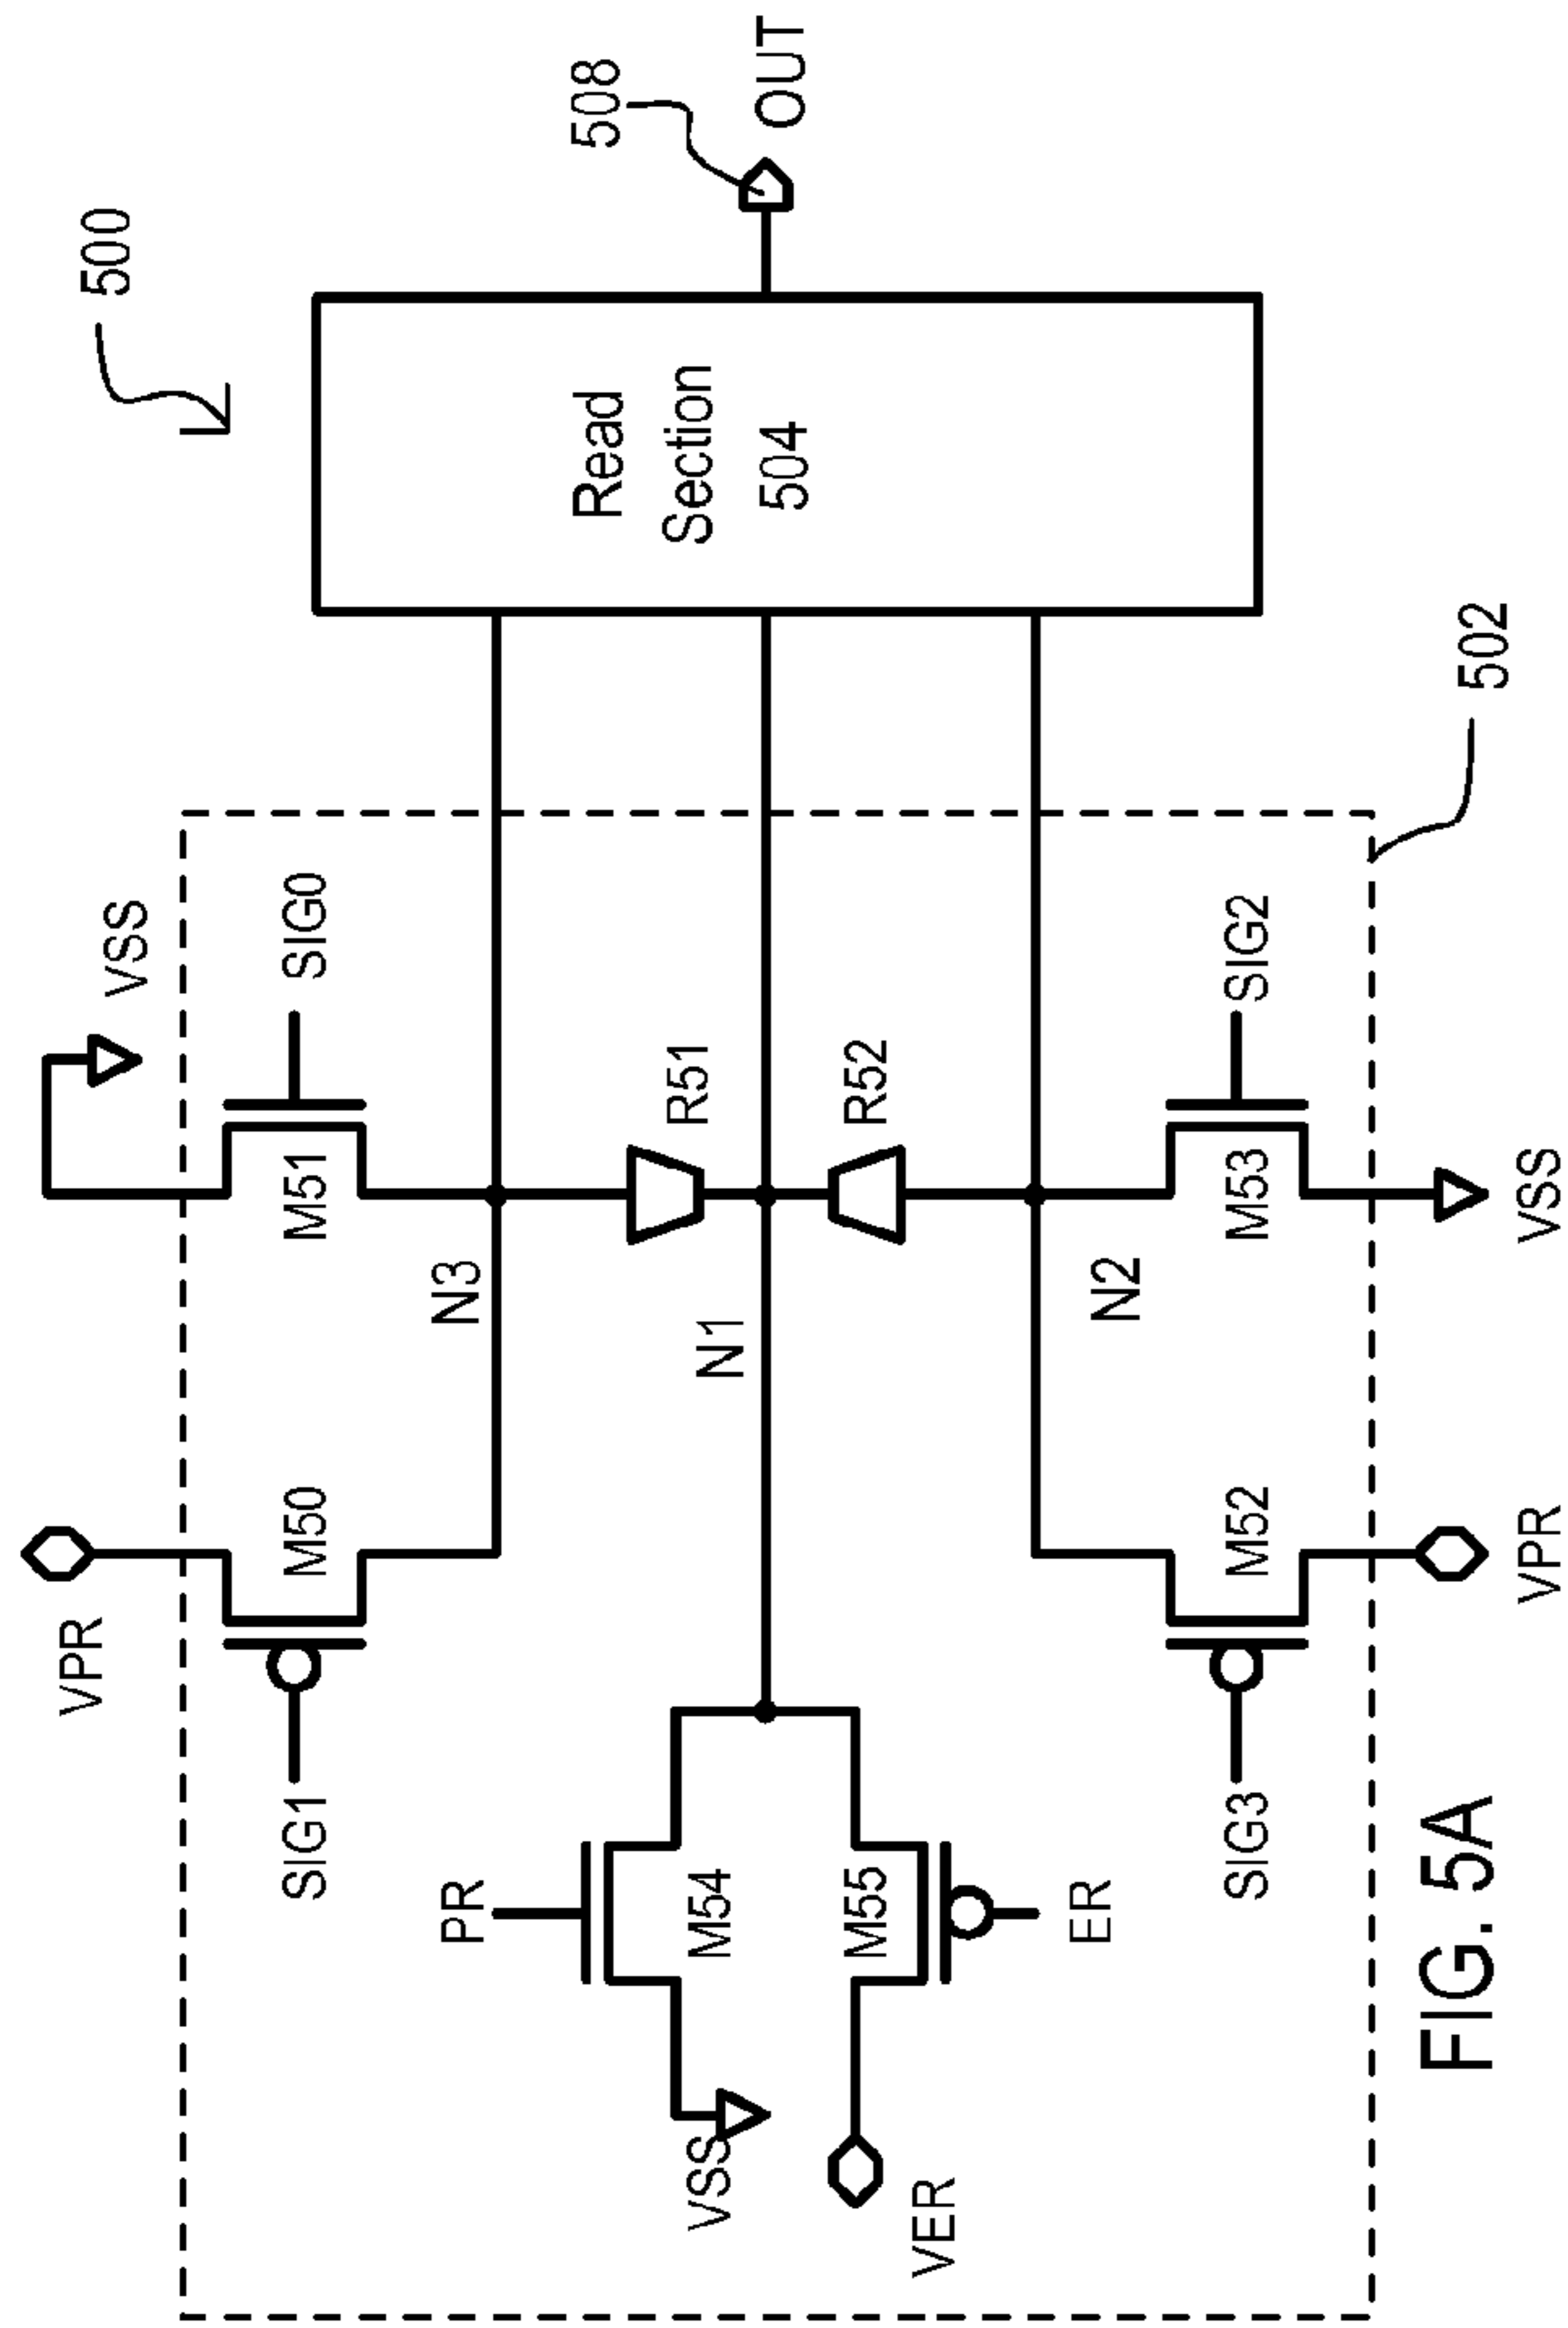 500
508
OUT
Read
Section
504
502
VSS
SIG0
M51
R51
R52
SIG2
M53
VSS
N3
N1
N2
VPR
M50
SIG1
M52
VPR
SIG3
PR
M54
M55
ER
VSS
VER
FIG. 5A